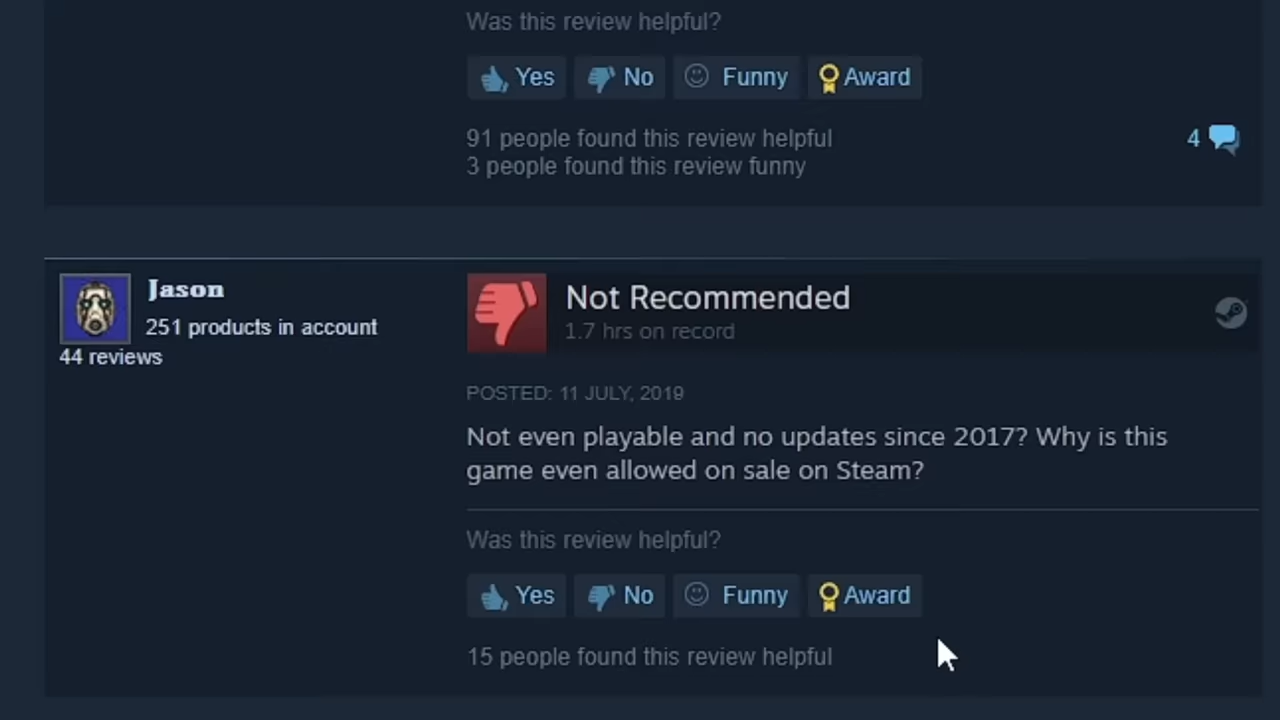 Was this review helpful?
Yes No Funny Award
91 people found this review helpful
4
3 people found this review funny
Jason
251 products in account
44 reviews
Not Recommended
1.7 hrs on record
POSTED: 11 JULY, 2019
Not even playable and no updates since 2017? Why is this
game even allowed on sale on Steam?
Was this review helpful?
Yes No Funny Award
15 people found this review helpful